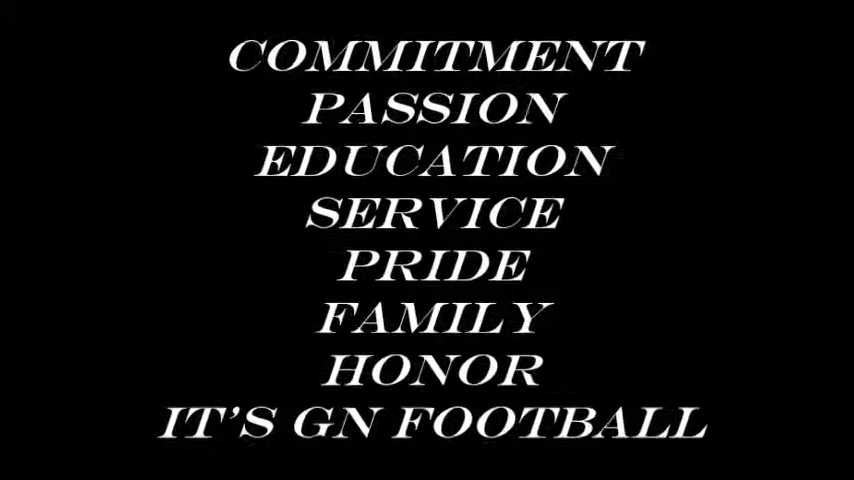 COMMITMENT
PASSION
EDUCATION
SERVICE
PRIDE
FAMILY
HONOR
IT'S GN FOOTBALL